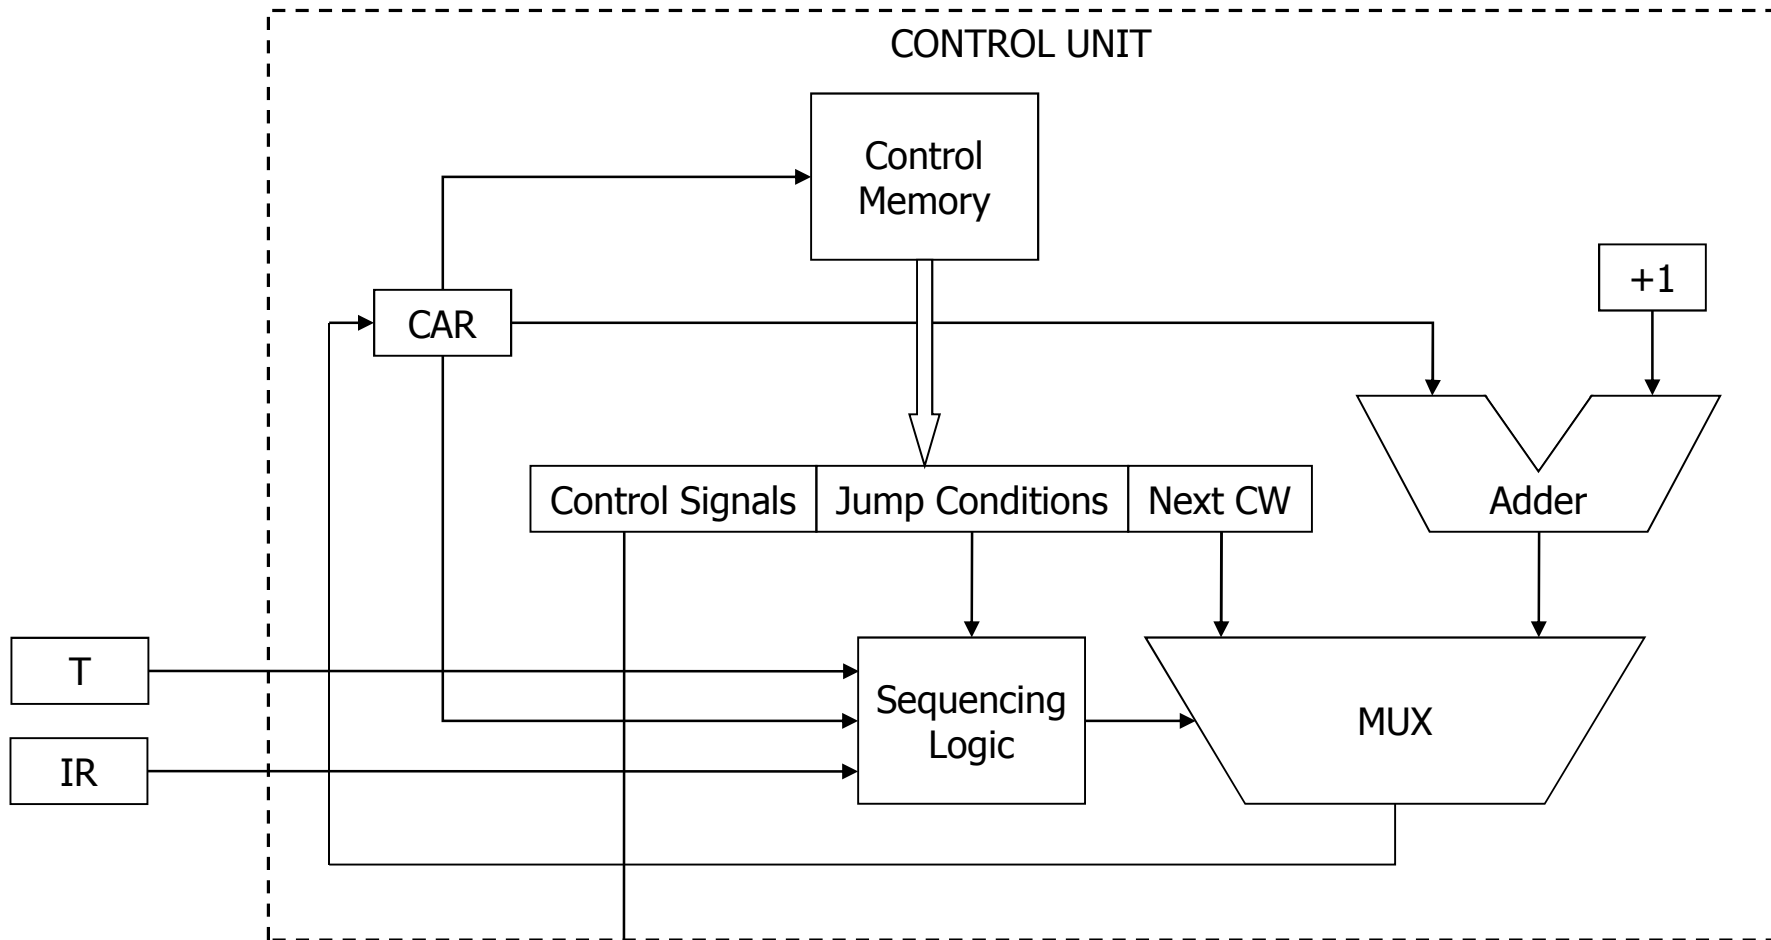 CONTROL UNIT
Control
Memory
+1
CAR
Control Signals
Jump Conditions
Next CW
Adder
T
Sequencing
Logic
MUX
IR